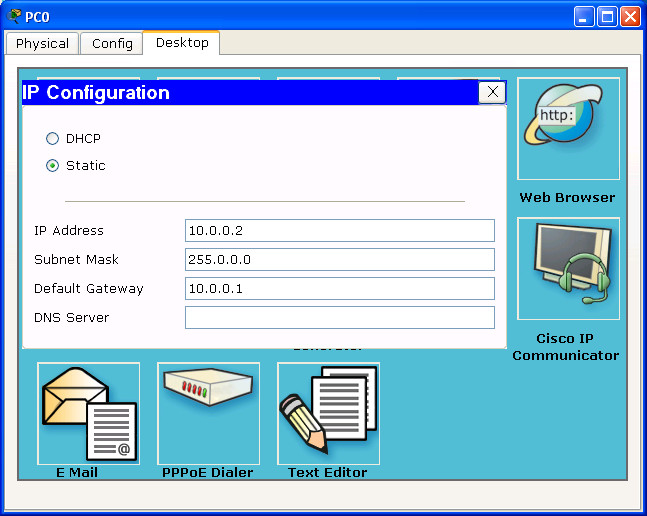 PC0
Physical Config Desktop
IP Configuration X
http:
DHCP
Static
Web Browser
IP Address 10.0.0.2
Subnet Mask 255.0.0.0
Default Gateway 10.0.0.1
DNS Server
Cisco IP
Communicator
@
E Mail PPPoE Dialer Text Editor